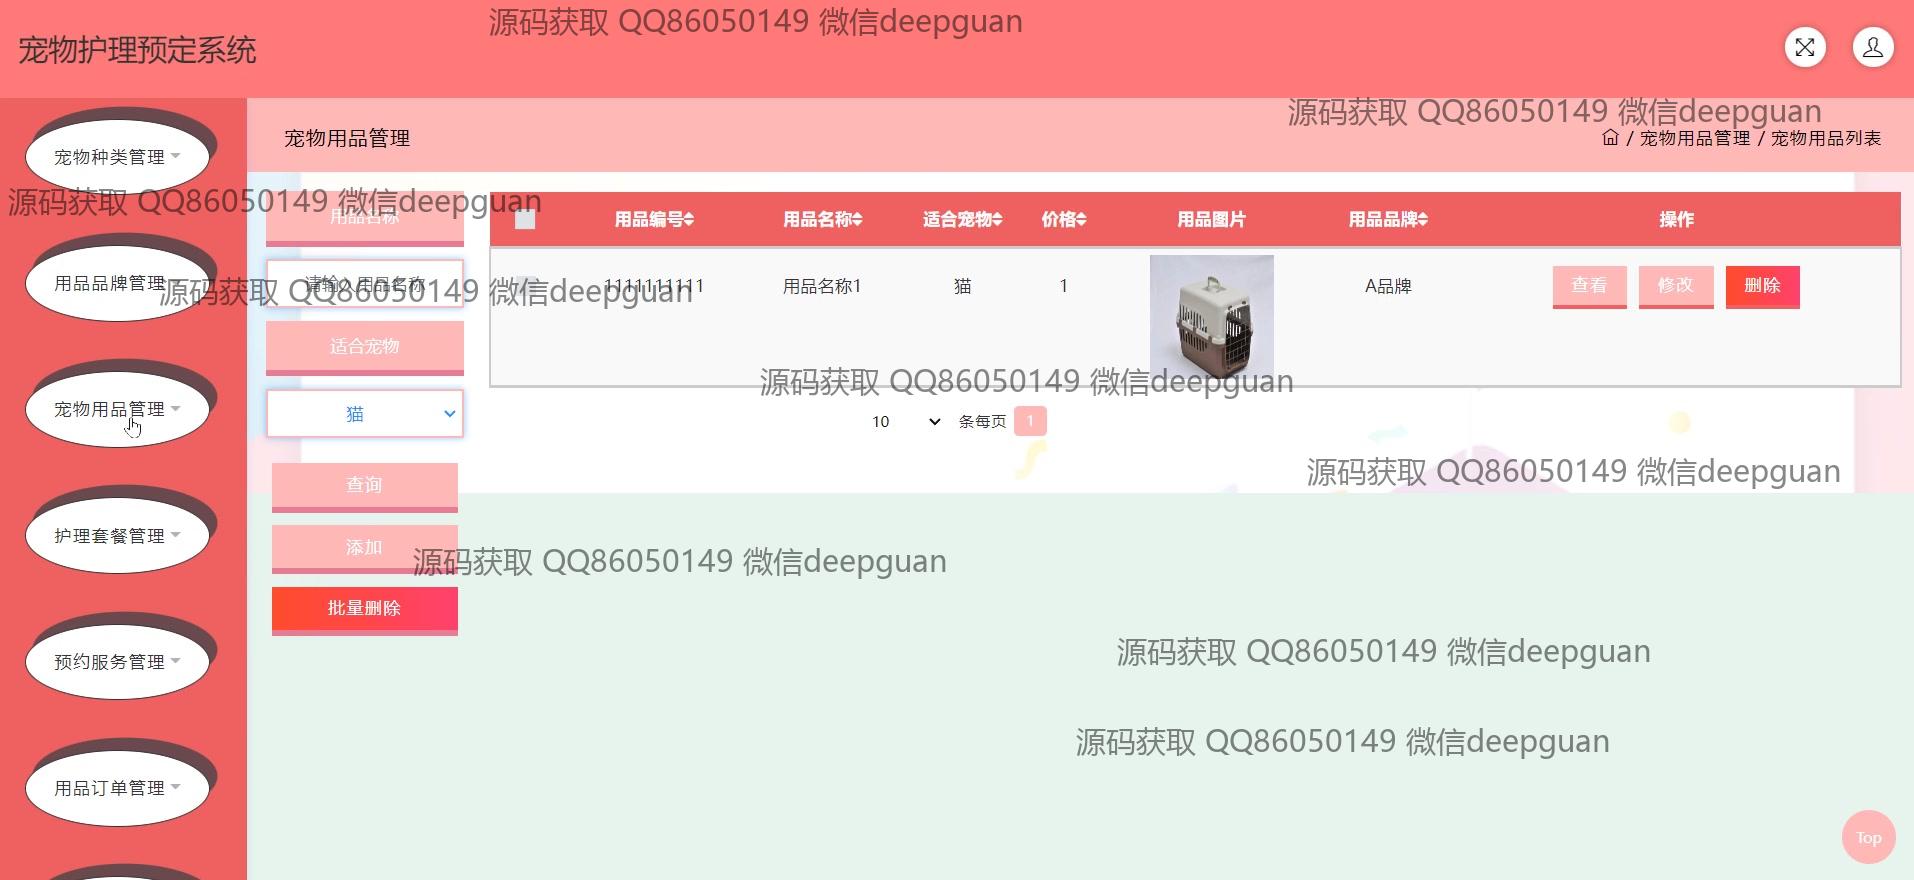 源码获取 QQ86050149 微信deepguan
宠物护理预定系统
源码获取 QQ86050149 微信deepguan
宠物用品管理
/ 宠物用品管理 / 宠物用品列表
宠物种类管理
源码获取 QQ86050149 微信deepguan
用品名称
用品编号 用品名称 适合宠物 价格 用品图片 用品品牌 操作
用品品牌管理
请输入用品名称
源码获取 QQ86050149 微信deepguan
1111111111 用品名称1 猫 1 A品牌 查看 修改 删除
适合宠物
源码获取 QQ86050149 微信deepguan
宠物用品管理
猫
10 条每页 1
源码获取 QQ86050149 微信deepguan
查询
护理套餐管理
添加
源码获取 QQ86050149 微信deepguan
批量删除
源码获取 QQ86050149 微信deepguan
预约服务管理
源码获取 QQ86050149 微信deepguan
用品订单管理
Top